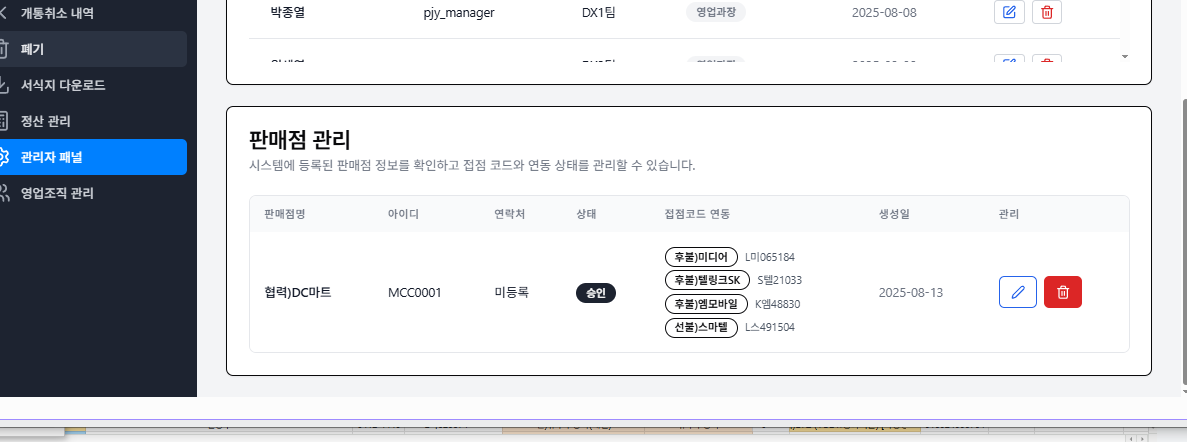 개통취소 내역
박종열 pjy_manager DX1팀 영업과장 2025-08-08
폐기
서식지 다운로드
정산 관리
관리자 패널
영업조직 관리
판매점 관리
시스템에 등록된 판매점 정보를 확인하고 접점 코드와 연동 상태를 관리할 수 있습니다.
판매점명 아이디 연락처 상태 접점코드 연동 생성일 관리
협력)DC마트 MCC0001 미등록 승인 2025-08-13
후불)미디어 L미065184
후불)텔링크SK S텔21033
후불)엠모바일 K엠48830
선불)스마텔 L스491504